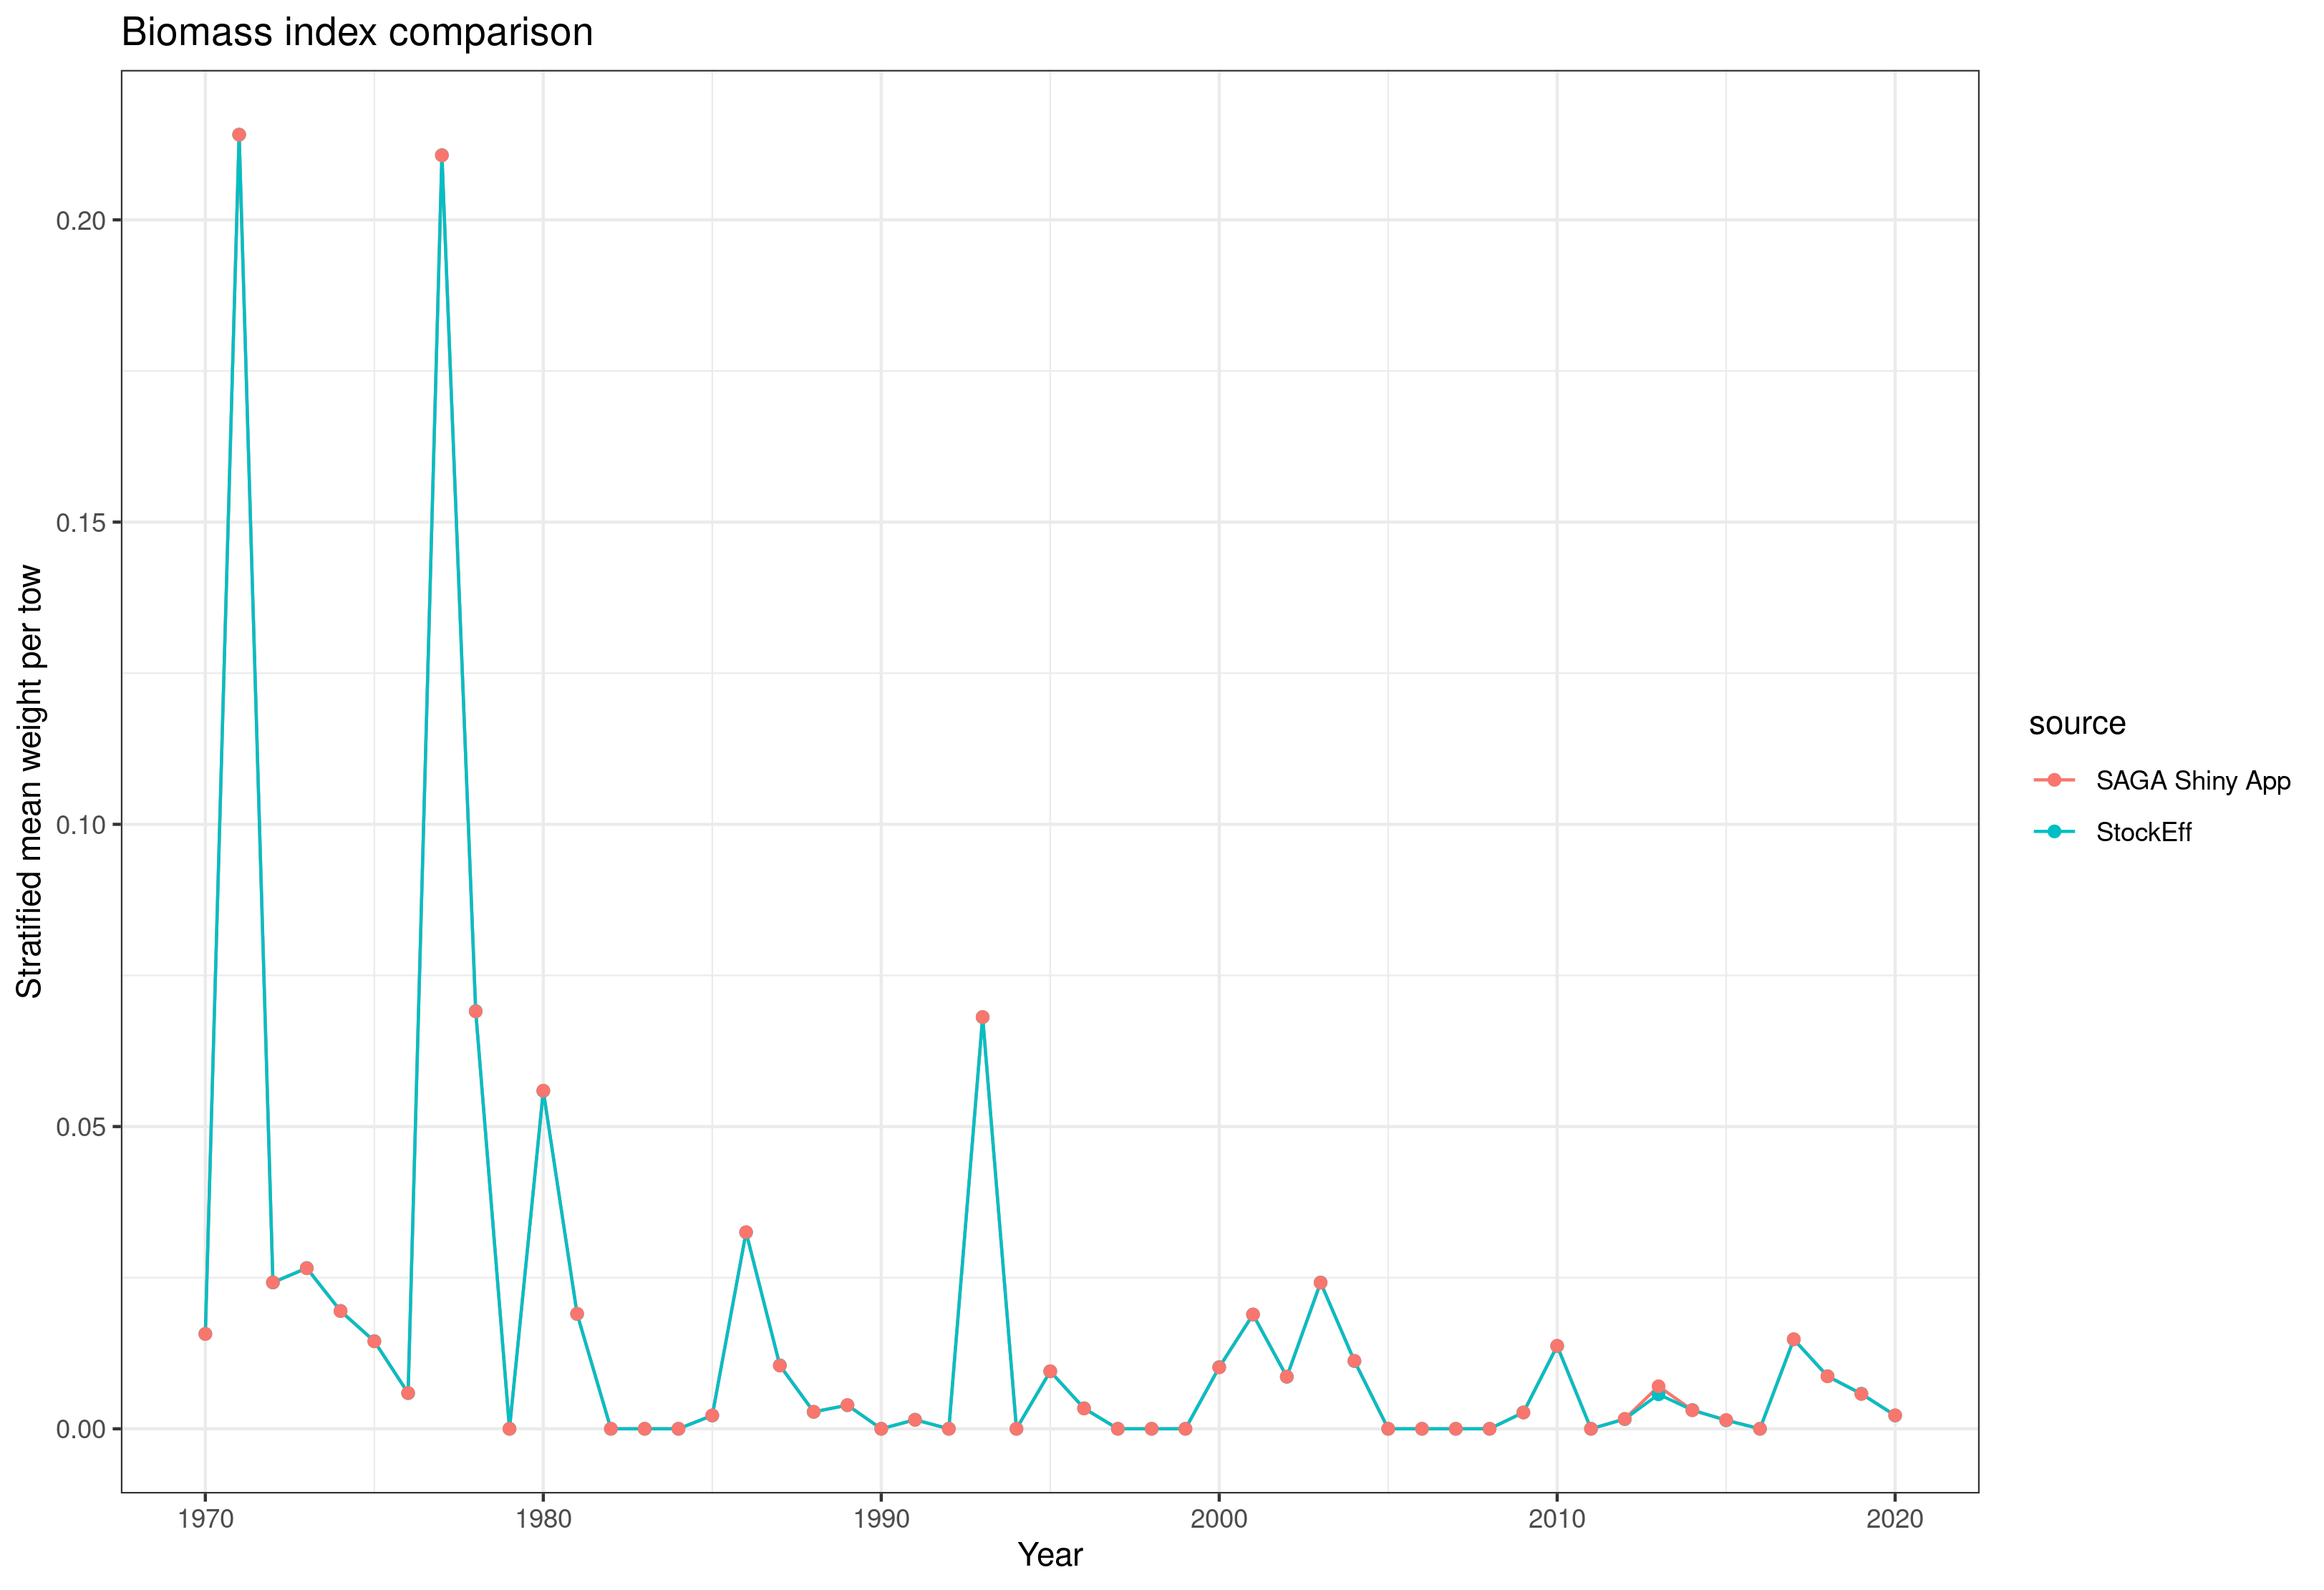 Biomass index comparison
Stratified mean weight per tow
0.20
0.15
0.10
0.05
0.00
1970 1980 1990 2000 2010 2020
Year
source
SAGA Shiny App
StockEff